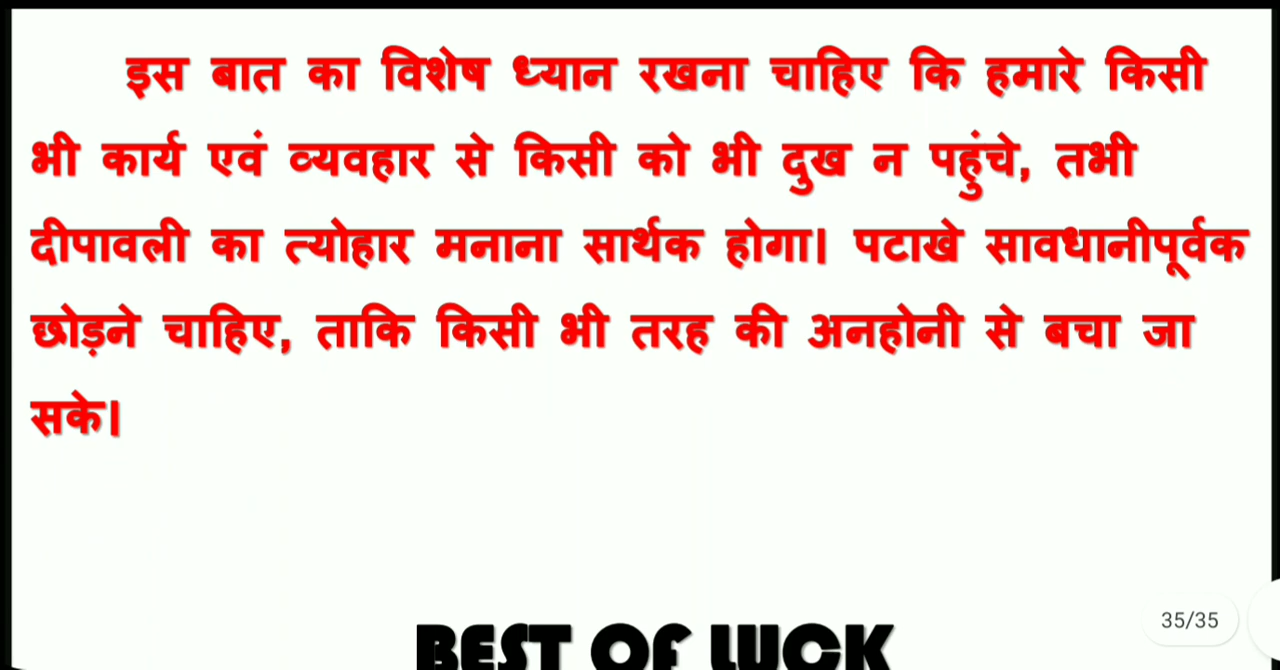 इस बात का विशेष ध्यान रखना चाहिए कि हमारे किसी
भी कार्य एवं व्यवहार से किसी को भी दुख न पहुंचे, तभी
दीपावली का त्योहार मनाना सार्थक होगा। पटाखे सावधानीपूर्वक
छोड़ने चाहिए, ताकि किसी भी तरह की अनहोनी से बचा जा
सके।
35/35
BEST OF LUCK